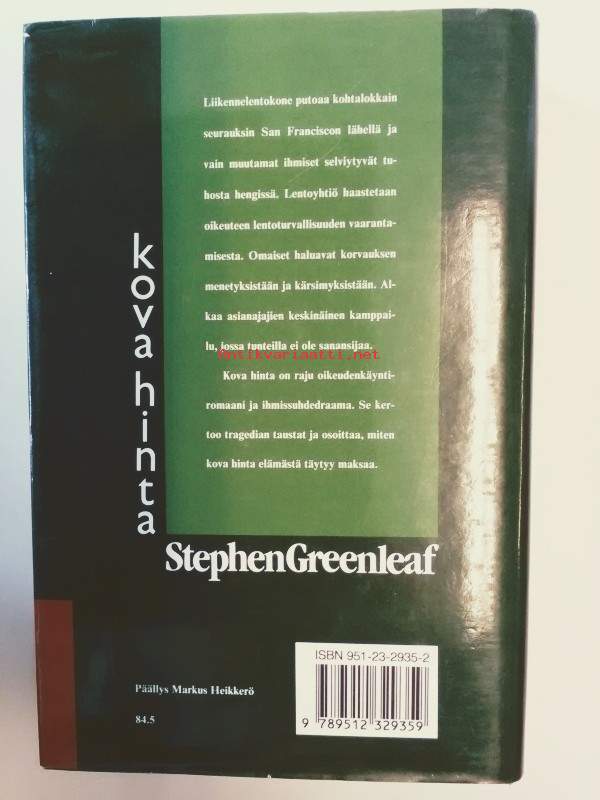 Liikennelentokone putoaa kohtalokkain
seurauksin San Franciscon lähellä ja
vain muutamat ihmiset selviytyvät tu-
hosta hengissä. Lentoyhtiö haastetaan
oikeuteen lentoturvallisuuden vaaranta-
misesta. Omaiset haluavat korvauksen
menetyksistään ja kärsimyksistään. Al-
kaa asianajajien keskinäinen kamppai-
lu, jossa tunteilla ei ole sanansijaa.
Antikvariaatti.net
Kova hinta on raju oikeudenkäynti-
romaani ja ihmissuhdedraama. Se ker-
too tragedian taustat ja osoittaa, miten
kova hinta elämästä täytyy maksaa.
kova hinta
StephenGreenleaf
ISBN 951-23-2935-2
9 789512 329359
Päällys Markus Heikkerö
84.5